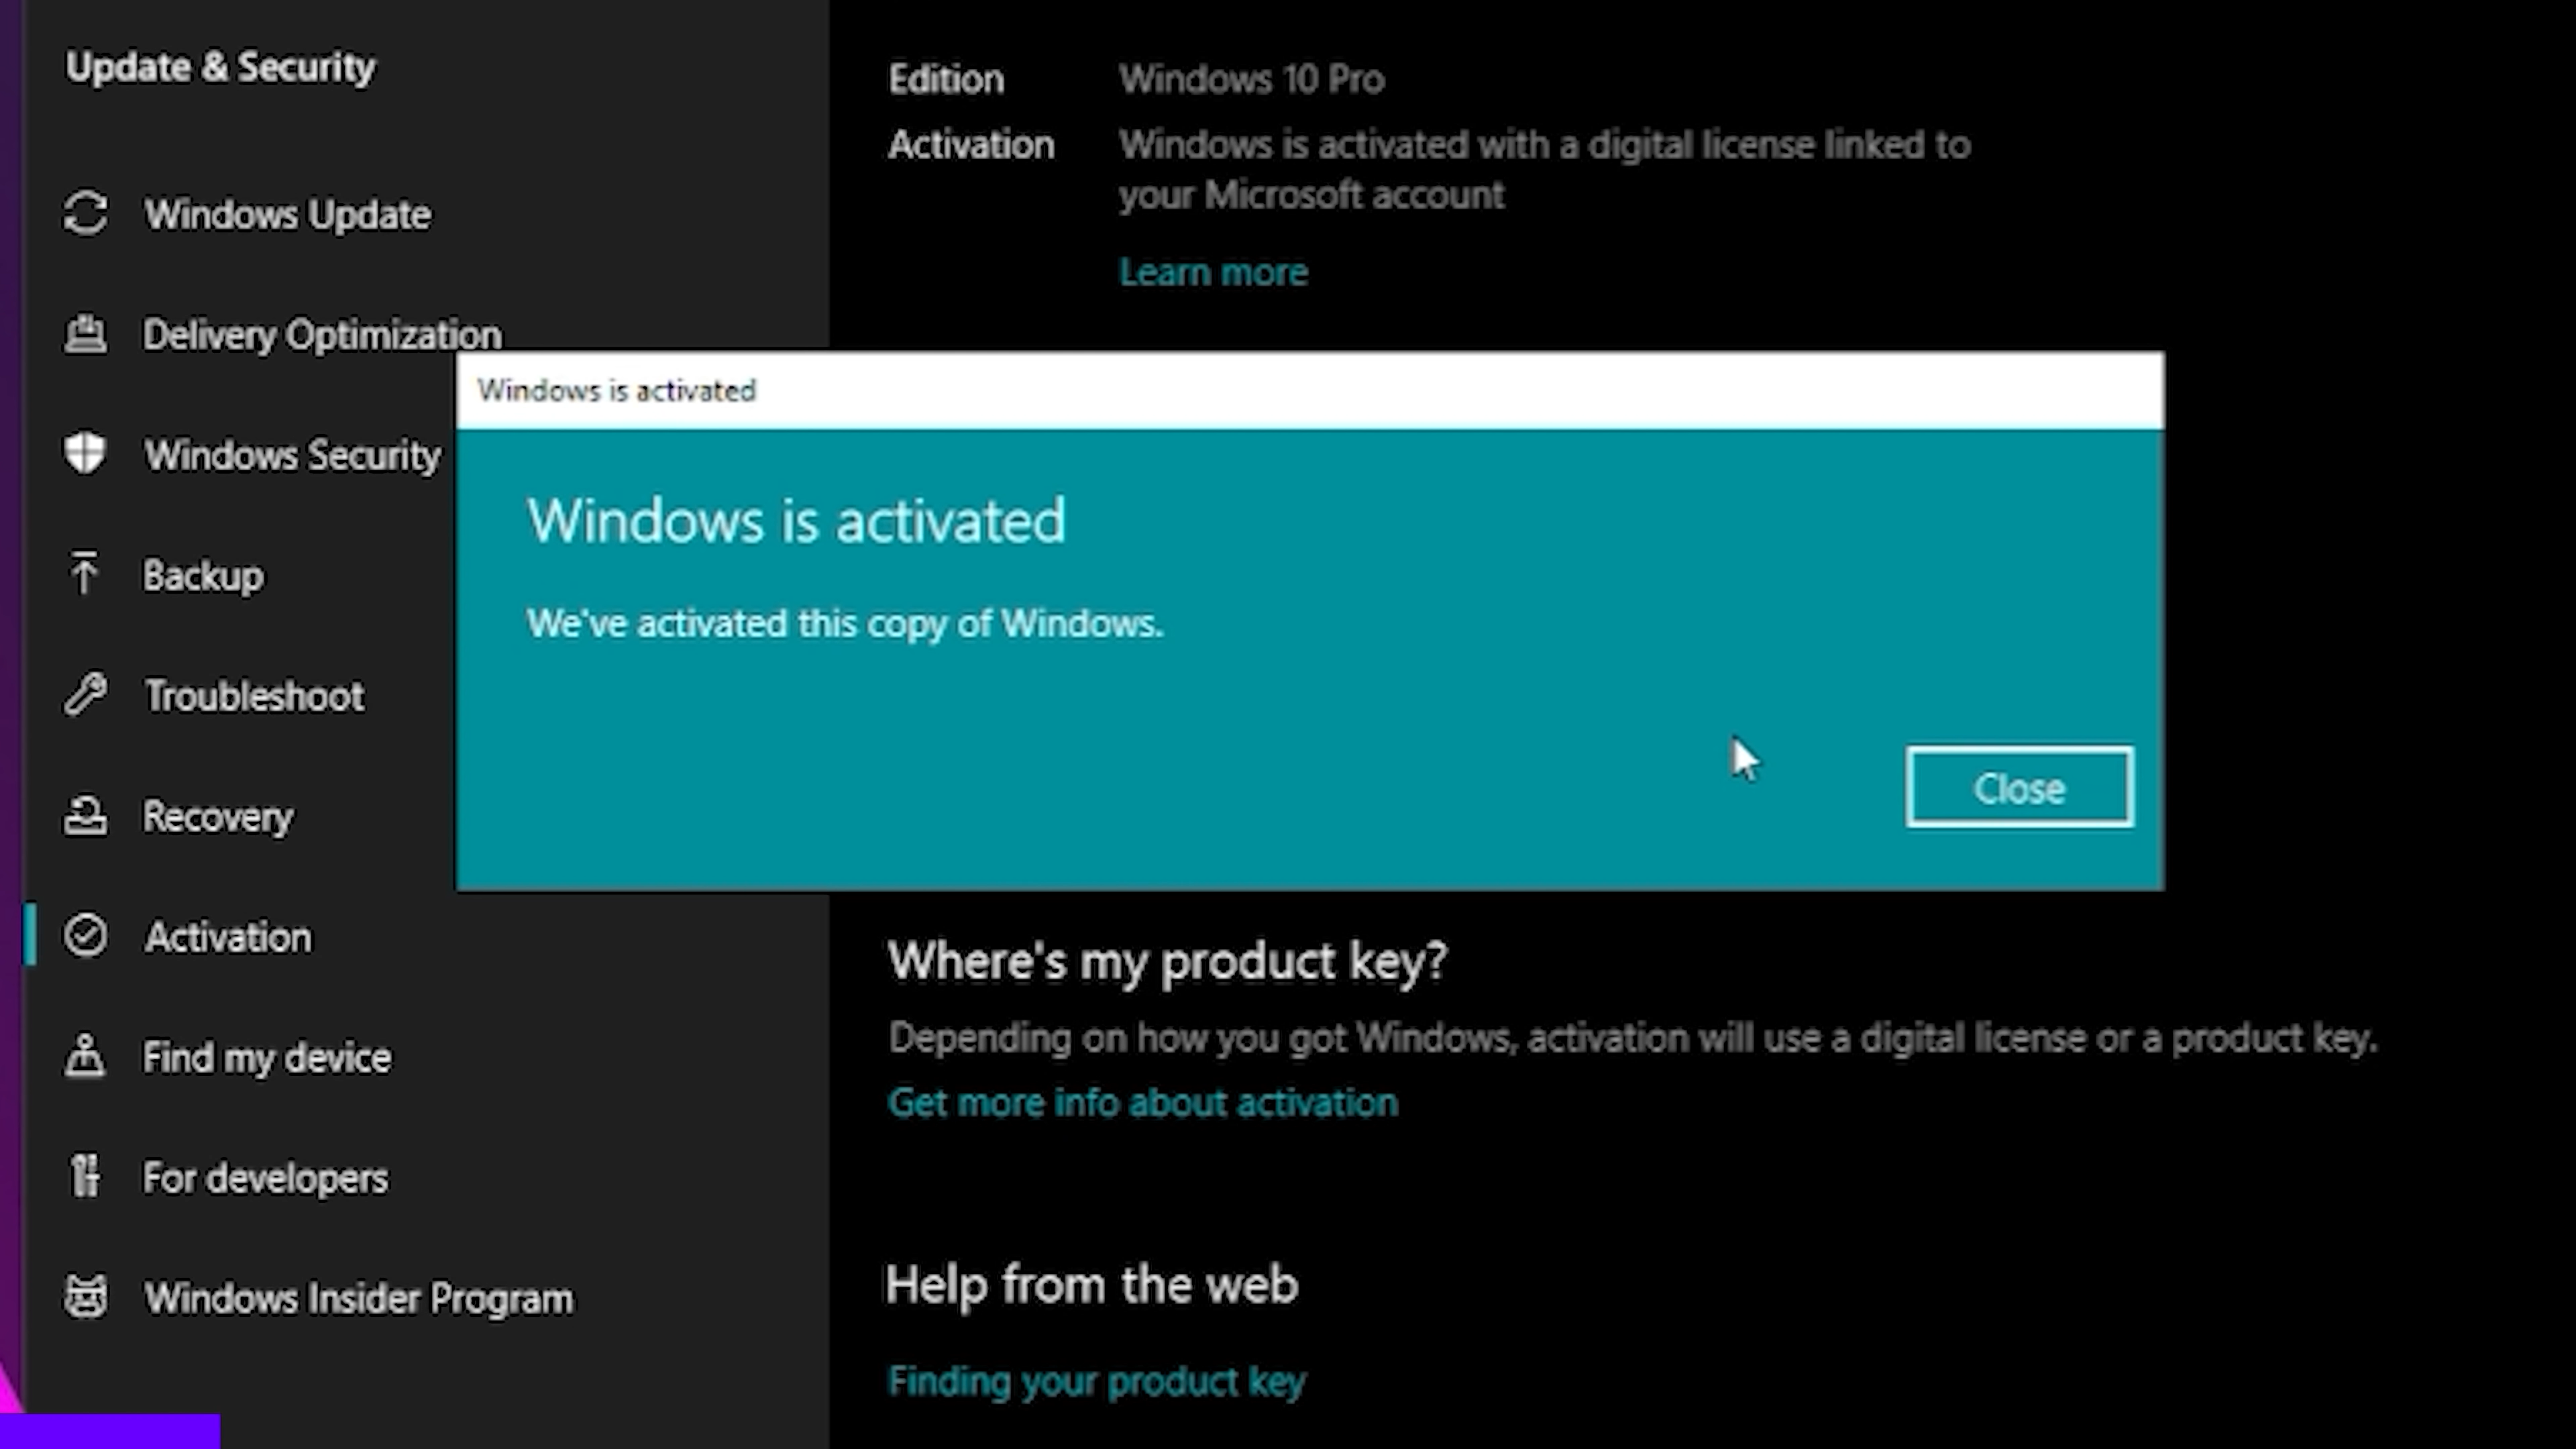 Update & Security
Windows Update
Delivery Optimization
Windows Security
Backup
Troubleshoot
Recovery
Activation
Find my device
For developers
Windows Insider Program
Edition Windows 10 Pro
Activation Windows is activated with a digital license linked to
your Microsoft account
Learn more
Windows is activated
Windows is activated
We've activated this copy of Windows.
Close
Where's my product key?
Depending on how you got Windows, activation will use a digital license or a product key.
Get more info about activation
Help from the web
Finding your product key